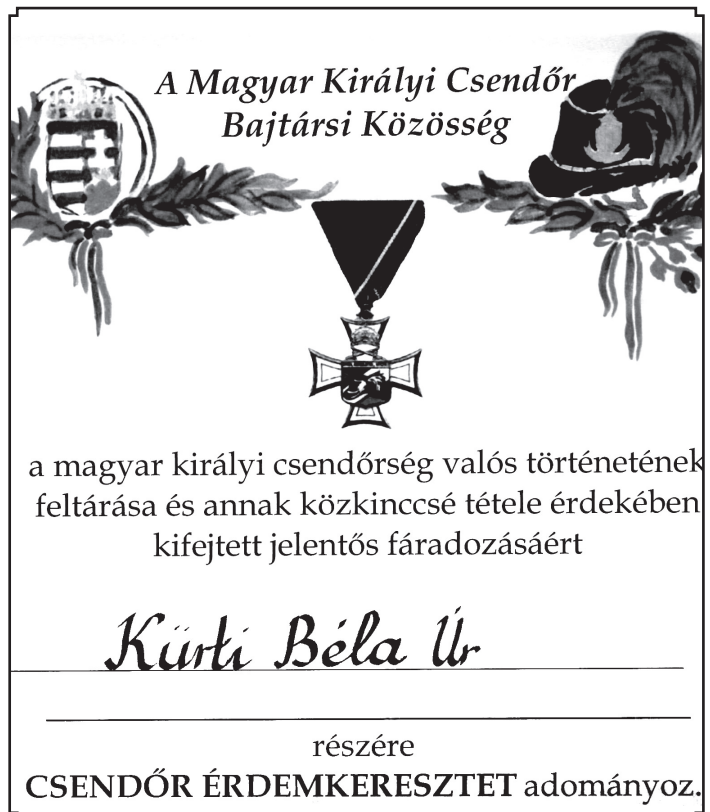 A Magyar Királyi Csendőr
Bajtársi Közösség
a magyar királyi csendőrség valós történetének
feltárása és annak közkinccsé tétele érdekében
kifejtett jelentős fáradozásáért
Kürti Béla Úr
részére
CSENDŐR ÉRDEMKERESZTET adományoz.